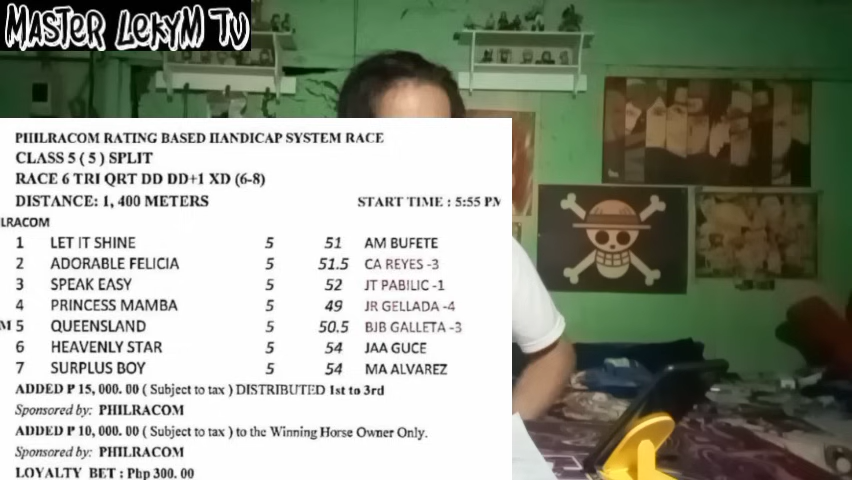 MASTER LEKYM TV
PHILRACOM RATING BASED HANDICAP SYSTEM RACE
CLASS 5 ( 5 ) SPLIT
RACE 6 TRI QRT DD DD+1 XD (6-8)
DISTANCE: 1, 400 METERS START TIME : 5:55 PM
LRACOM
1 LET IT SHINE 5 51 AM BUFETE
2 ADORABLE FELICIA 5 51.5 CA REYES -3
3 SPEAK EASY 5 52 JT PABILIC -1
4 PRINCESS MAMBA 5 49 JR GELLADA -4
M 5 QUEENSLAND 5 50.5 BJB GALLETA -3
6 HEAVENLY STAR 5 54 JAA GUCE
7 SURPLUS BOY 5 54 MA ALVAREZ
ADDED P 15, 000. 00 ( Subject to tax ) DISTRIBUTED 1st to 3rd
Sponsored by: PHILRACOM
ADDED P 10, 000. 00 ( Subject to tax ) to the Winning Horse Owner Only.
Sponsored by: PHILRACOM
LOYALTY BET : Php 300. 00